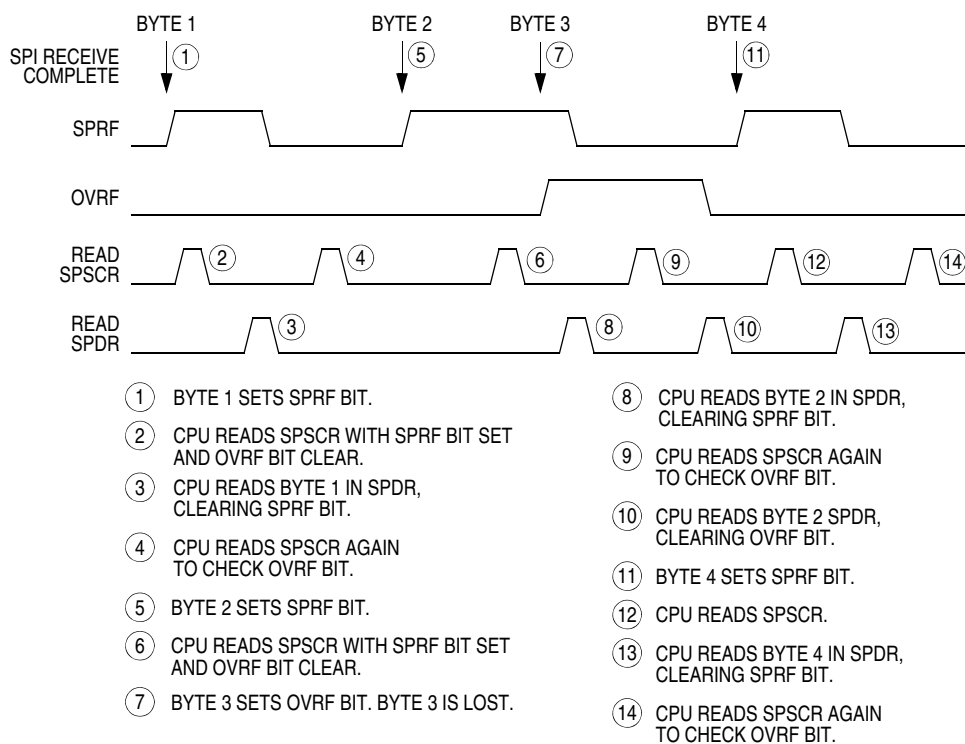 BYTE 1 BYTE 2 BYTE 3 BYTE 4
SPI RECEIVE
COMPLETE
1 5 7 11
SPRF
OVRF
READ
SPSCR
2 4 6 9 12 14
READ
SPDR
3 8 10 13
1 BYTE 1 SETS SPRF BIT.
2 CPU READS SPSCR WITH SPRF BIT SET
AND OVRF BIT CLEAR.
3 CPU READS BYTE 1 IN SPDR,
CLEARING SPRF BIT.
4 CPU READS SPSCR AGAIN
TO CHECK OVRF BIT.
5 BYTE 2 SETS SPRF BIT.
6 CPU READS SPSCR WITH SPRF BIT SET
AND OVRF BIT CLEAR.
7 BYTE 3 SETS OVRF BIT. BYTE 3 IS LOST.
8 CPU READS BYTE 2 IN SPDR,
CLEARING SPRF BIT.
9 CPU READS SPSCR AGAIN
TO CHECK OVRF BIT.
10 CPU READS BYTE 2 SPDR,
CLEARING OVRF BIT.
11 BYTE 4 SETS SPRF BIT.
12 CPU READS SPSCR.
13 CPU READS BYTE 4 IN SPDR,
CLEARING SPRF BIT.
14 CPU READS SPSCR AGAIN
TO CHECK OVRF BIT.